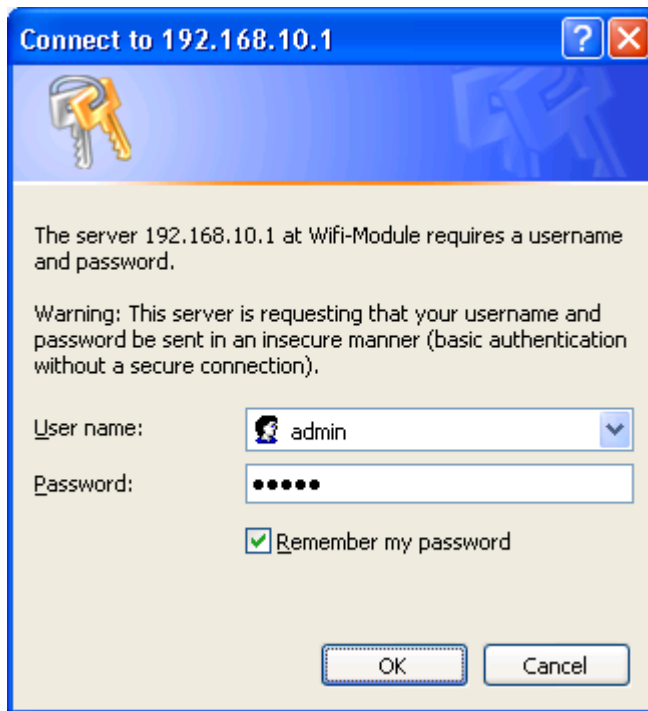 Connect to 192.168.10.1
The server 192.168.10.1 at Wifi-Module requires a username
and password.
Warning: This server is requesting that your username and
password be sent in an insecure manner (basic authentication
without a secure connection).
User name:
admin
Password:
•••••
Remember my password
OK
Cancel